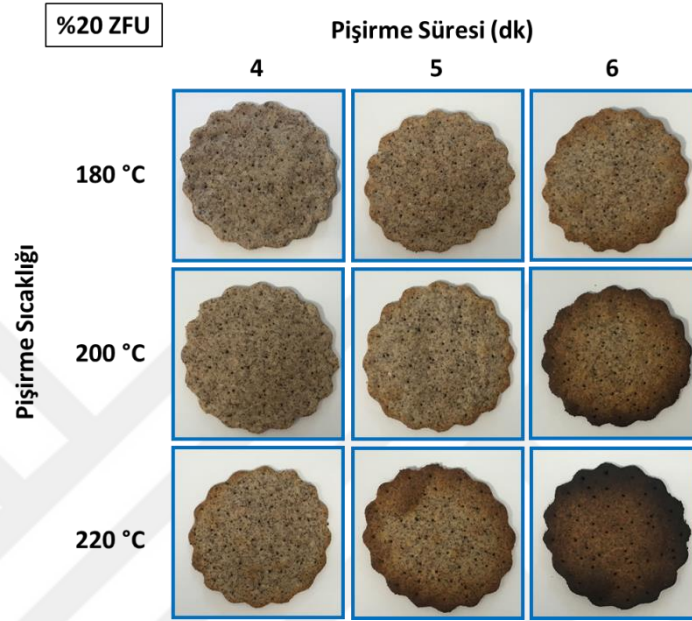 %20 ZFU
Pişirme Süresi (dk)
4 5 6
180 °C
Pişirme Sıcaklığı
200 °C
220 °C